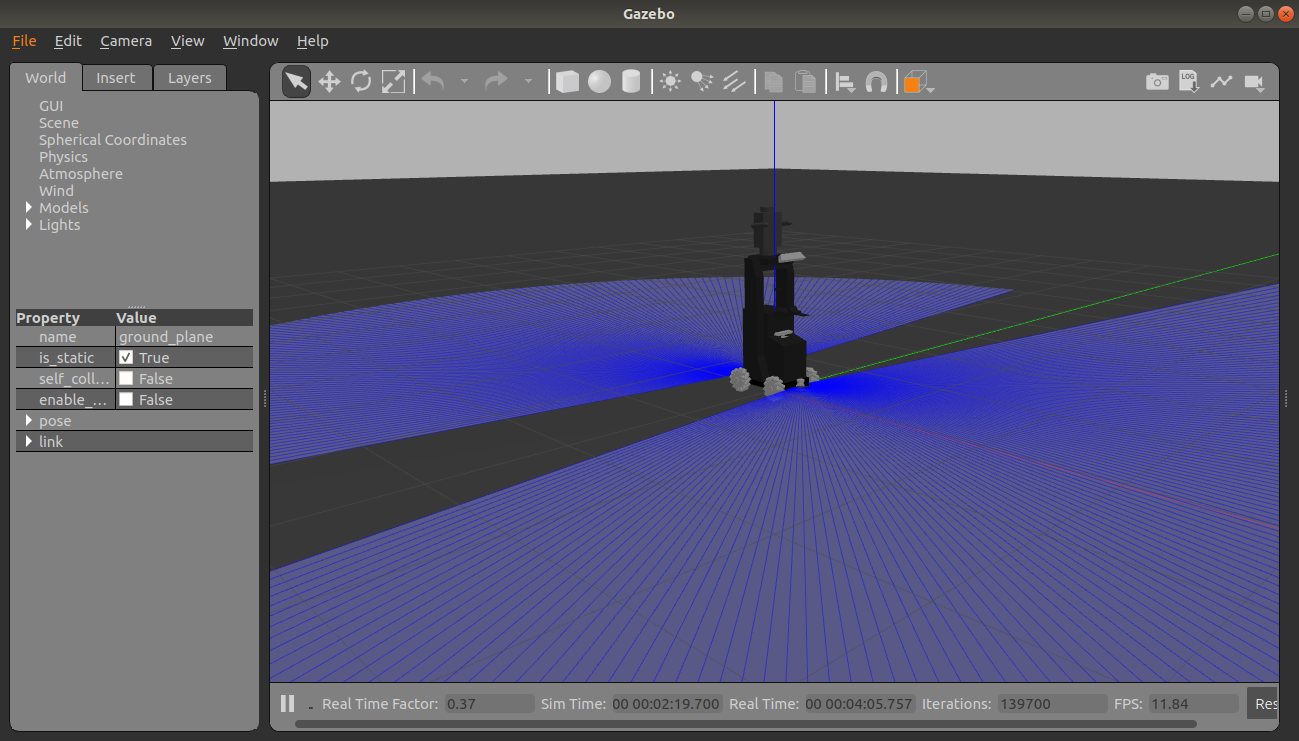 Gazebo
File Edit Camera View Window Help
World Insert Layers
LOG
GUI
Scene
Spherical Coordinates
Physics
Atmosphere
Wind
Models
Lights
Property Value
name ground_plane
is_static True
self_coll... False
enable_... False
pose
link
Real Time Factor: 0.37 Sim Time: 00 00:02:19.700 Real Time: 00 00:04:05.757 Iterations: 139700 FPS: 11.84 Res